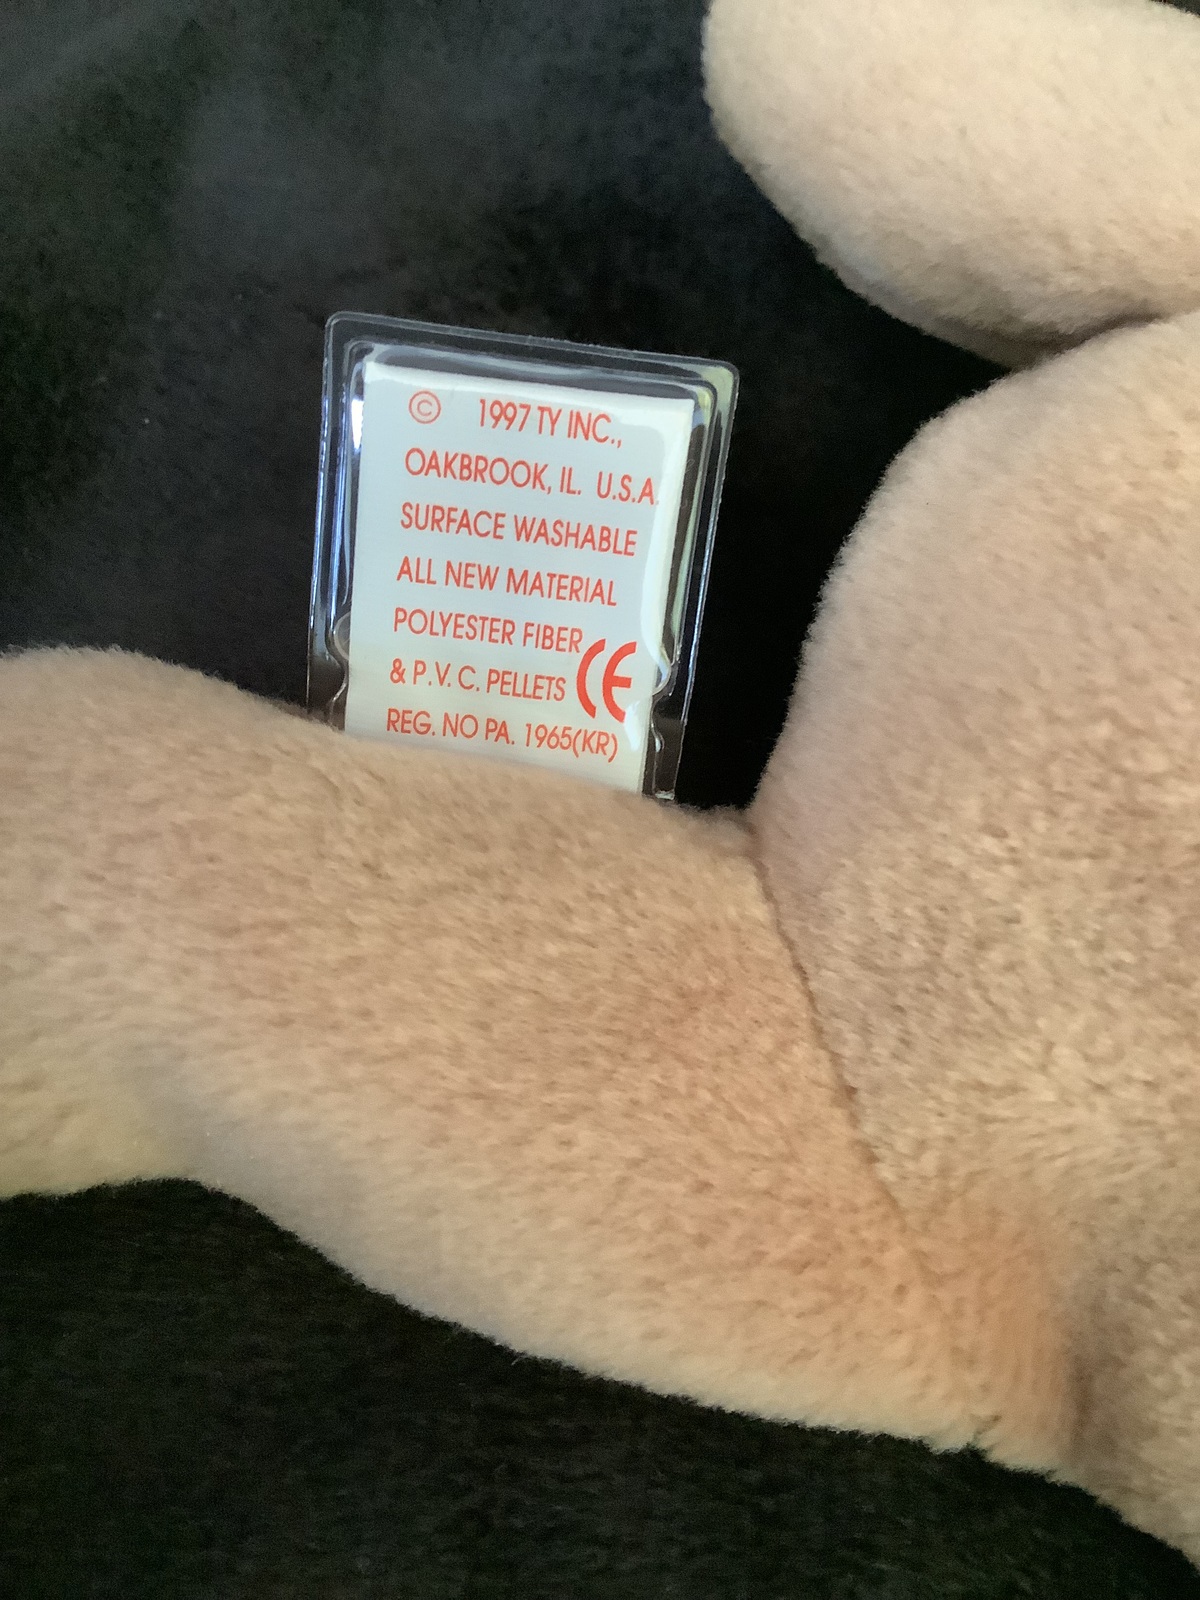 © 1997 TY INC.,
OAKBROOK, IL. U.S.A.
SURFACE WASHABLE
ALL NEW MATERIAL
POLYESTER FIBER
& P.V.C. PELLETS CE
REG. NO PA. 1965(KR)